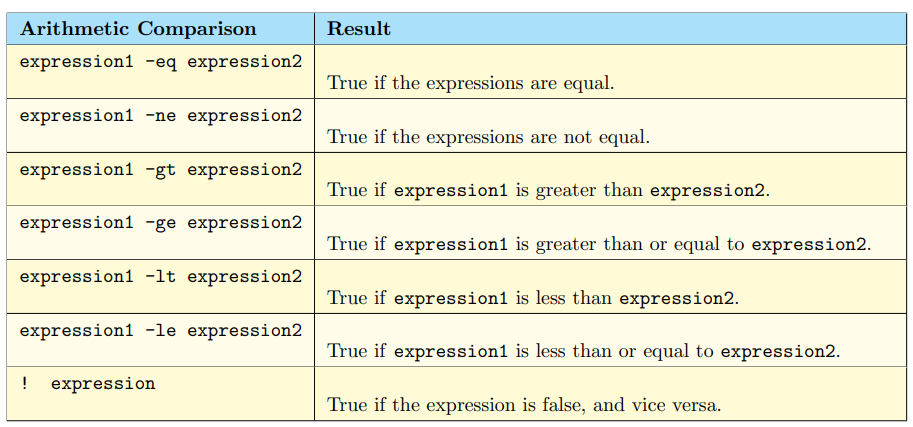 Arithmetic Comparison Result
expression1 -eq expression2
True if the expressions are equal.
expression1 -ne expression2
True if the expressions are not equal.
expression1 -gt expression2
True if expression1 is greater than expression2.
expression1 -ge expression2
True if expression1 is greater than or equal to expression2.
expression1 -lt expression2
True if expression1 is less than expression2.
expression1 -le expression2
True if expression1 is less than or equal to expression2.
! expression
True if the expression is false, and vice versa.